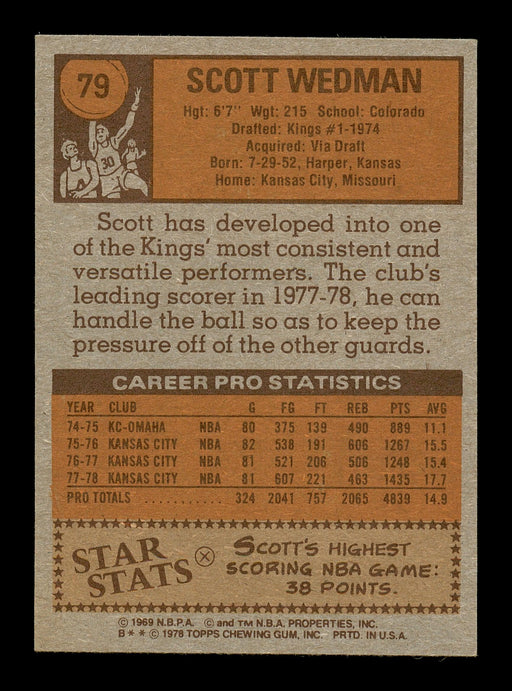 79
SCOTT WEDMAN
Hgt: 6'7" Wgt: 215 School: Colorado
Drafted: Kings #1-1974
Acquired: Via Draft
Born: 7-29-52, Harper, Kansas
Home: Kansas City, Missouri
30
Scott has developed into one
of the Kings' most consistent and
versatile performers. The club's
leading scorer in 1977-78, he can
handle the ball so as to keep the
pressure off of the other guards.
CAREER PRO STATISTICS
YEAR CLUB G FG FT REB PTS AVG
74-75 KC-OMAHA NBA 80 375 139 490 889 11.1
75-76 KANSAS CITY NBA 82 538 191 606 1267 15.5
76-77 KANSAS CITY NBA 81 521 206 506 1248 15.4
77-78 KANSAS CITY NBA 81 607 221 463 1435 17.7
PRO TOTALS ........... 324 2041 757 2065 4839 14.9
STAR
STATS
SCOTT'S HIGHEST
SCORING NBA GAME:
38 POINTS.
© 1969 N.B.P.A. © and TM N.B.A. PROPERTIES, INC.
B * * © 1978 TOPPS CHEWING GUM, INC. PRTD. IN U.S.A.